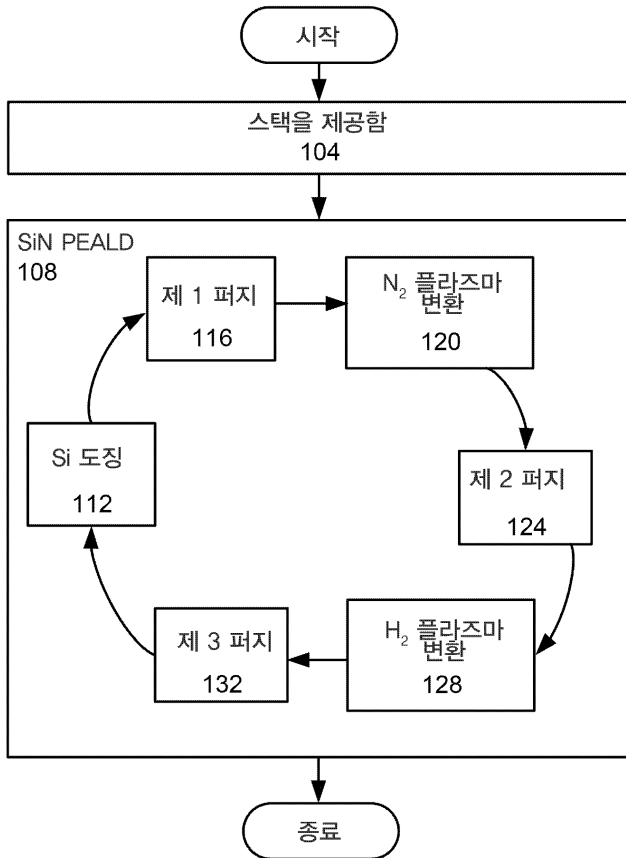 시작
스택을 제공함
104
SiN PEALD
108
제 1 퍼지
116
N₂ 플라즈마
변환
120
Si 도징
112
제 2 퍼지
124
제 3 퍼지
132
H₂ 플라즈마
변환
128
종료